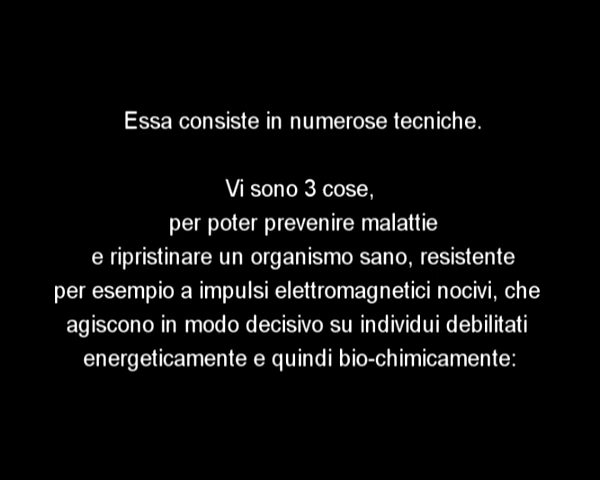 Essa consiste in numerose tecniche.
Vi sono 3 cose,
per poter prevenire malattie
e ripristinare un organismo sano, resistente
per esempio a impulsi elettromagnetici nocivi, che
agiscono in modo decisivo su individui debilitati
energeticamente e quindi bio-chimicamente: